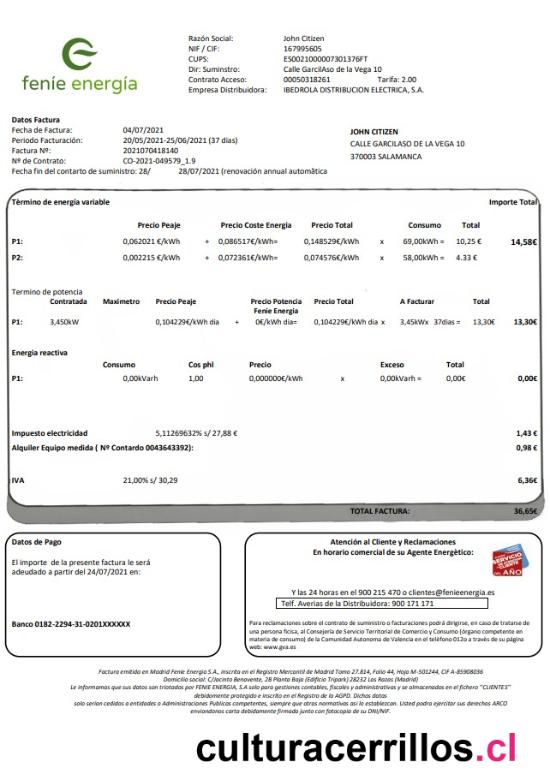 fenie energía
Razón Social: John Citizen
NIF / CIF: 167995605
CUPS: ES002100007301376FT
Dir: Suminstro: Calle GarcilAso de la Vega 10
Contrato Acceso: 00050318261 Tarifa: 2.00
Empresa Distribuidora: IBEDROLA DISTRIBUCION ELECTRICA, S.A.
Datos Factura
Fecha de Factura: 04/07/2021
Periodo Facturación: 20/05/2021-25/06/2021 (37 dias)
Factura Nº: 2021070418140
Nº de Contrato: CO-2021-049579_1.9
Fecha fin del contarto de suministro: 28/ 28/07/2021 (renovación annual automàtica
JOHN CITIZEN
CALLE GARCILASO DE LA VEGA 10
370003 SALAMANCA
Tèrmino de energía variable Importe Total
Precio Peaje Precio Coste Energia Precio Total Consumo Total
P1: 0,062021 €/kWh + 0,086517€/kWh= 0,148529€/kWh x 69,00kWh = 10,25 € 14,58€
P2: 0,002215 €/kWh + 0,072361€/kWh= 0,074576€/kWh x 58,00kWh = 4.33 €
Termino de potencia
Contratada Maximetro Precio Peaje Precio Potencia Fenie Energia Precio Total A Facturar Total
P1: 3,450kW 0,104229€/kWh dia + 0€/kWh dia= 0,104229€/kWh dia x 3,45kWx 37dias = 13,30€ 13,30€
Energia reactiva
Consumo Cos phl Precio Exceso Total
P1: 0,00kVarh 1,00 0,000000€/kWh x 0,00kVarh = 0,00€ 0,00€
Impuesto electricidad 5,11269632% s/ 27,88 € 1,43 €
Alquiler Equipo medida ( Nº Contardo 0043643392): 0,98 €
IVA 21,00% s/ 30,29 6,36€
TOTAL FACTURA: 36,65€
Datos de Pago
El importe de la presente factura le será
adeudado a partir del 24/07/2021 en:
Banco 0182-2294-31-0201XXXXXX
Atención al Cliente y Reclamaciones
En horario comercial de su Agente Energètico:
SERVICIO
DEL AÑO
Y las 24 horas en el 900 215 470 o clientes@fenieenergia.es
Telf. Averias de la Distribuidora: 900 171 171
Para reclamaciones sobre el contrato de suministro o facturaciones podrá dirigirse, en caso de tratarse de
una persona ficisa, al Consejería de Servicio Territorial de Comercio y Consumo (órgano competente en
materia de consumo) de la Comunidad Autonoma de Valencia en el teléfono 012o a través de su página
web: www.gva.es
Factura emitida en Madrid Fenie Energia S.A., inscrita en el Registro Mercantil de Madrid Tomo 27.814, Folio 44, Hoja M-501244, CIF A-85908036
Domicilio social: C/Jacinto Benavente, 2B Planta Baja (Edificio Tripark) 28232 Las Rozas (Madrid)
Le informamos que sus datos san triotados por FENIE ENERGIA, S.A solo para gestiones contables, fiscales y administrativas y se almacenados en el fichero "CLIENTES"
debidamente protegido e inscrito en el Registro de la AGPD. Dichos datos
solo serian cedidos a entidades o Administraciones Publicas competentes, siempre que otras normativas así lo establezcan. Usted podra ejercitar sus derechos ARCO
enviandonos carta debidamente firmada junto con fotocopia de su DNI/NIF.
culturacerrillos.cl